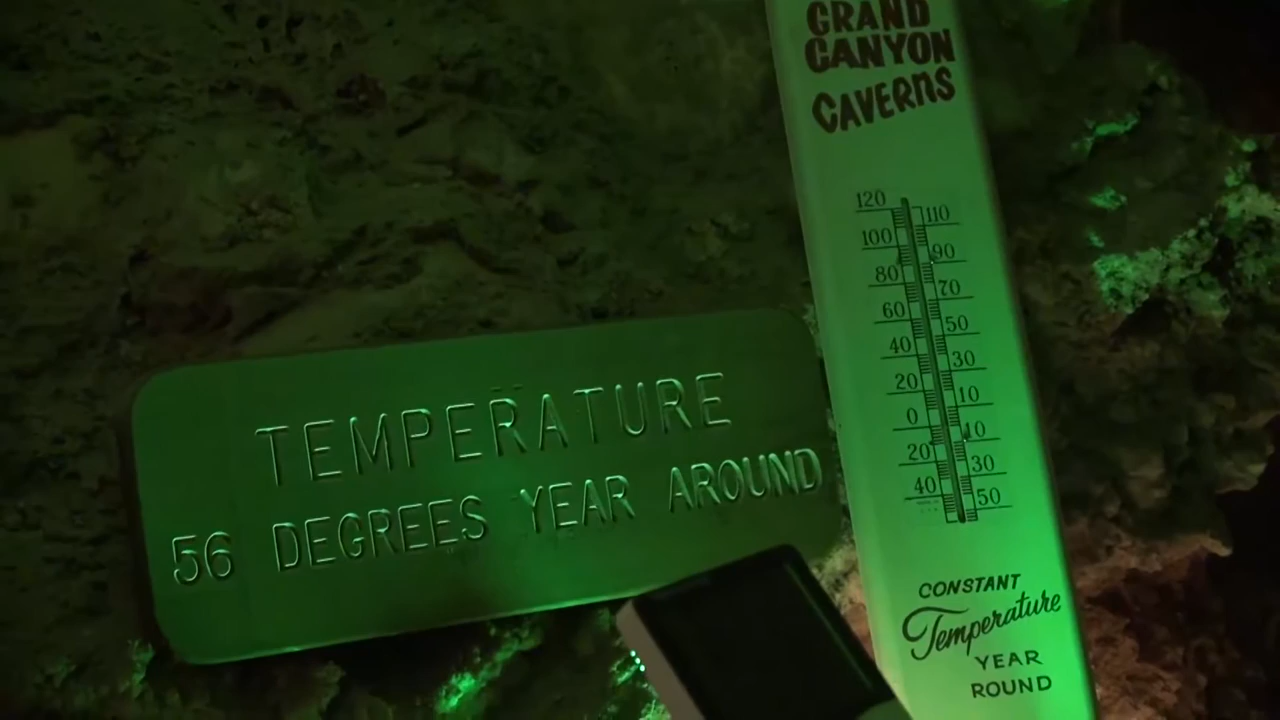 TEMPERATURE
56 DEGREES YEAR AROUND
GRAND
CANYON
CAVERNS
120
110
100
90
80
70
60
50
40
30
20
10
0
10
20
30
40
50
CONSTANT
Temperature
YEAR
ROUND